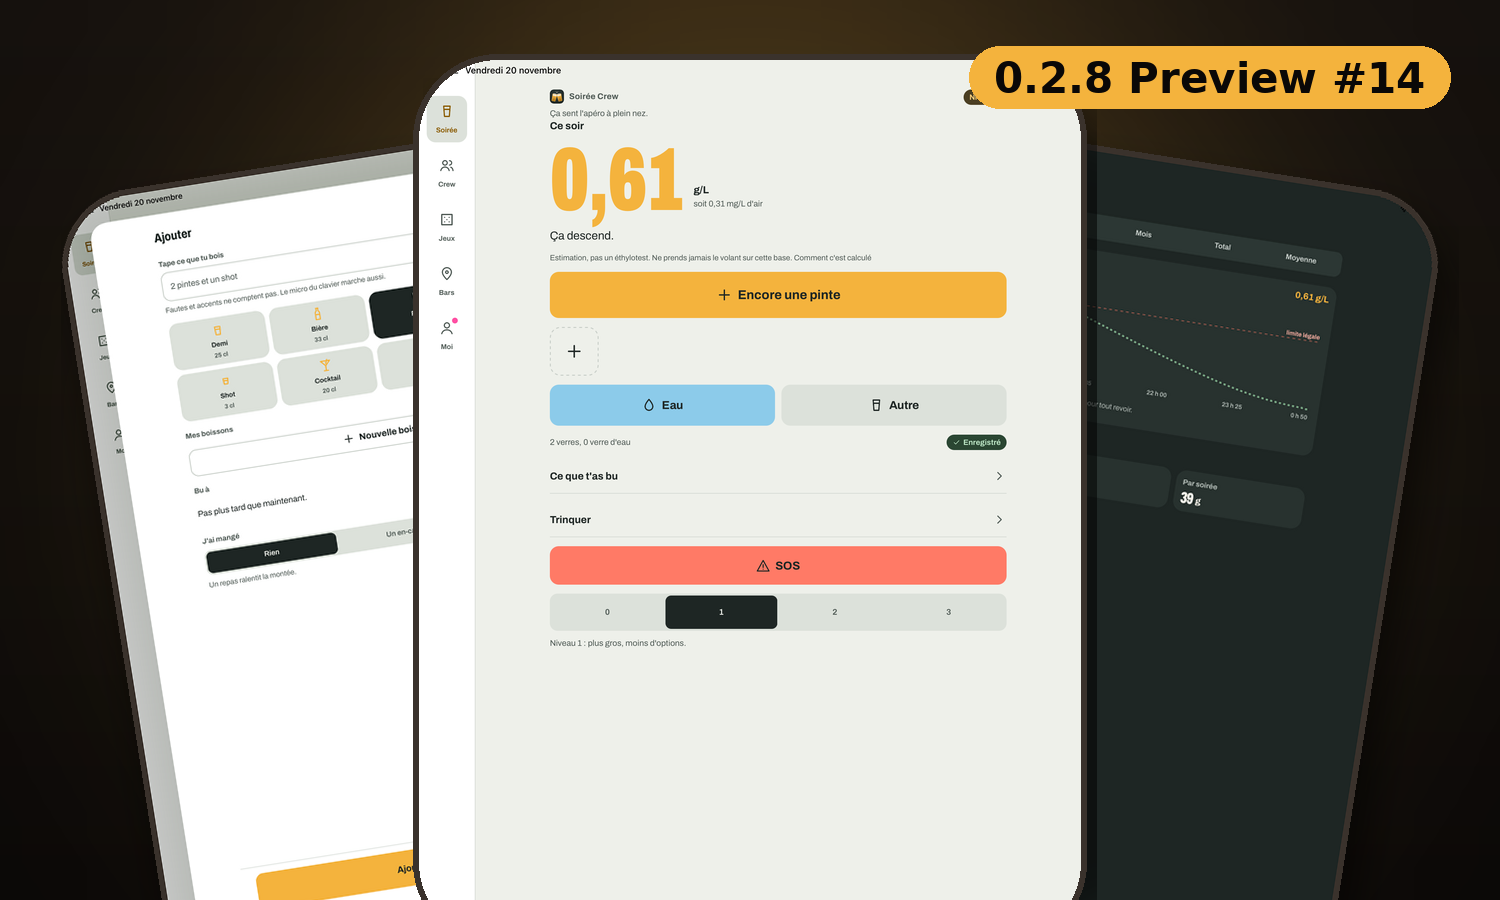 0.2.8 Preview #14
Vendredi 20 novembre
Ajouter
Tape ce que tu bois
2 pintes et un shot
Fautes et accents ne comptent pas. Le micro du clavier marche aussi.
Demi
25 cl
Bière
33 cl
Shot
3 cl
Cocktail
20 cl
Mes boissons
Bu à
Pas plus tard que maintenant.
J'ai mangé
Rien
Un repas ralentit la montée.
Vendredi 20 novembre
Soirée
Crew
Jeux
Bars
Moi
Soirée Crew
Ça sent l'apéro à plein nez.
Ce soir
0,61
g/L
soit 0,31 mg/L d'air
Ça descend.
Estimation, pas un éthylotest. Ne prends jamais le volant sur cette base. Comment c'est calculé
Encore une pinte
Eau
Autre
2 verres, 0 verre d'eau
Enregistré
Ce que t'as bu
Trinquer
SOS
0
1
2
3
Niveau 1 : plus gros, moins d'options.
Mois
Total
Moyenne
0,61 g/L
limite légale
22 h 00
23 h 25
0 h 50
tout revoir.
Par soirée
39 g